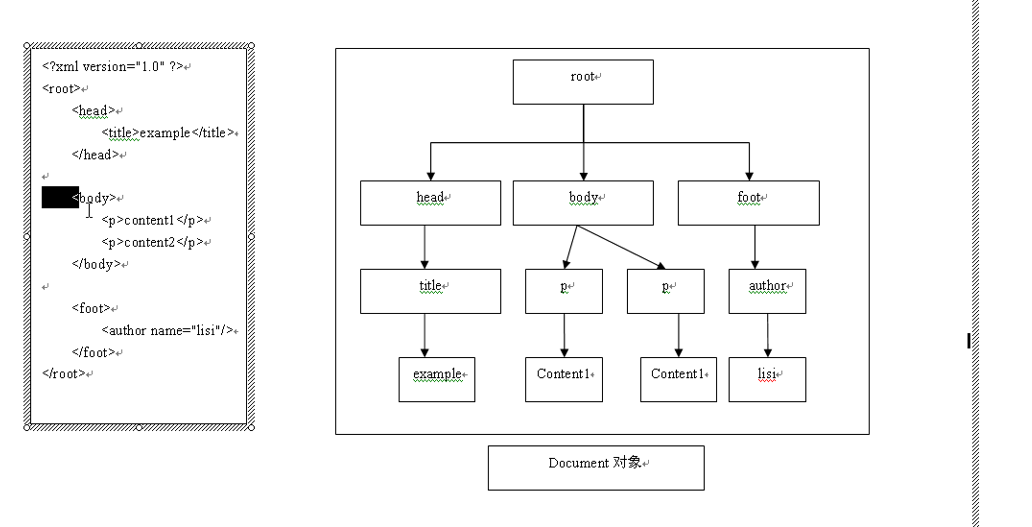 <?xml version="1.0" ?>
<root>
<head>
<title>example</title>
</head>
<body>
<p>content1</p>
<p>content2</p>
</body>
<foot>
<author name="lisi"/>
</foot>
</root>
root
head body foot
title p p author
example Content1 Content1 lisi
Document 对象